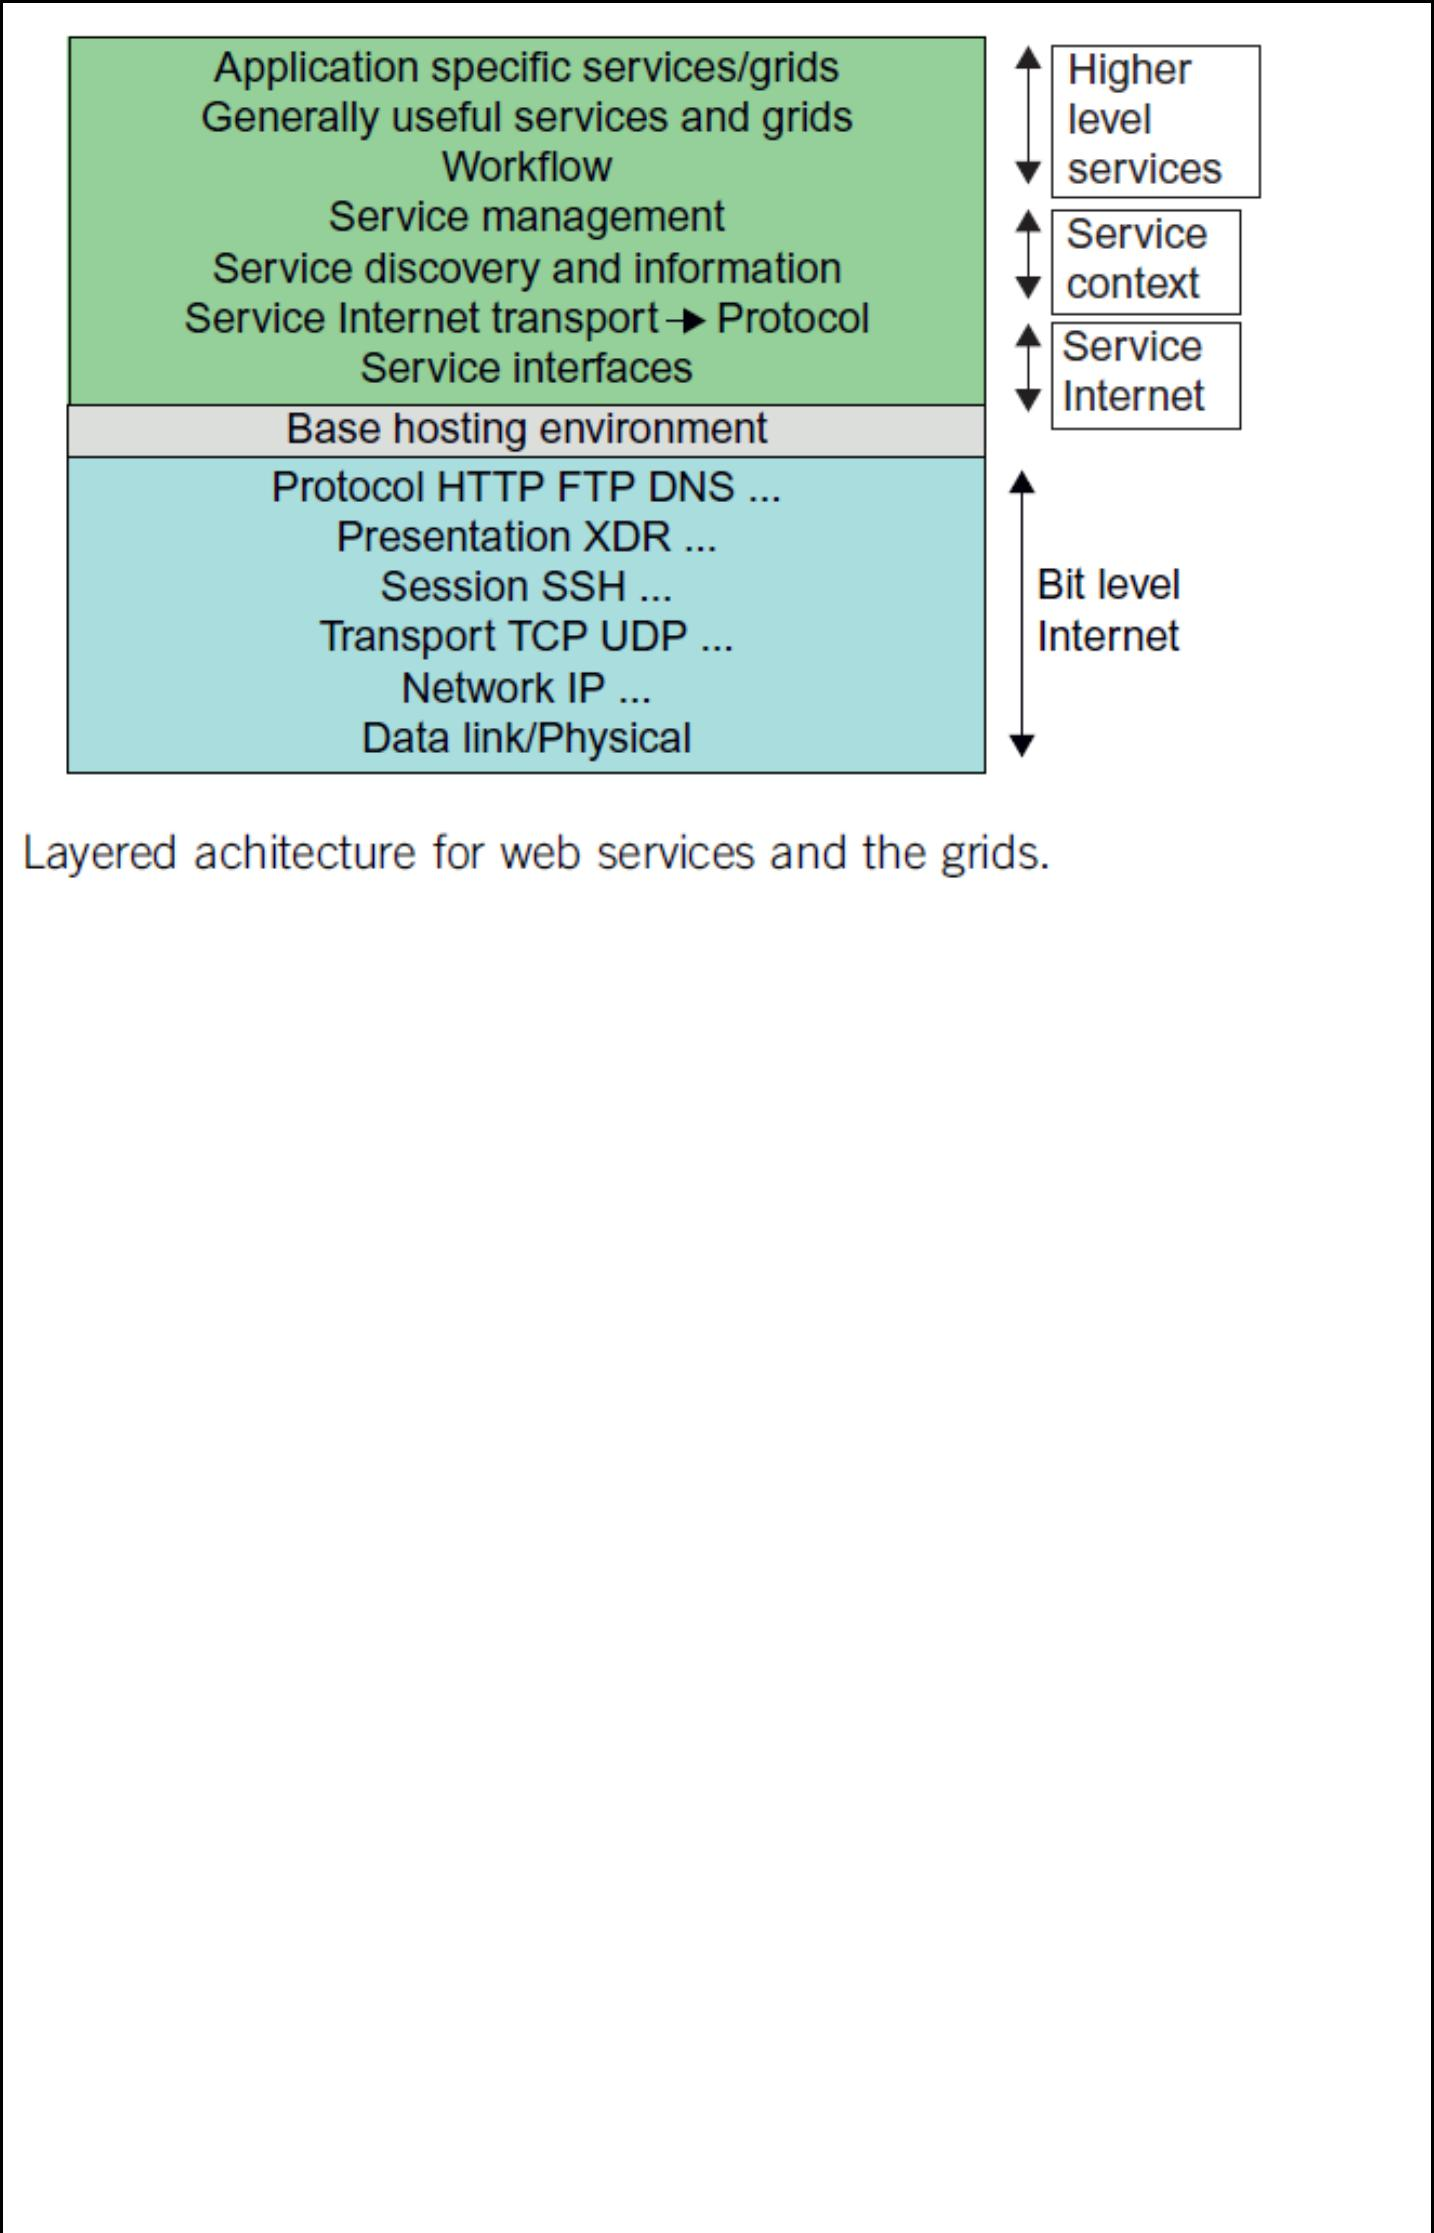 Application specific services/grids
Generally useful services and grids
Workflow
Service management
Service discovery and information
Service Internet transport → Protocol
Service interfaces
Higher
level
services
Service
context
Service
Internet
Base hosting environment
Protocol HTTP FTP DNS ...
Presentation XDR ...
Session SSH ...
Transport TCP UDP ...
Network IP ...
Data link/Physical
Bit level
Internet
Layered achitecture for web services and the grids.